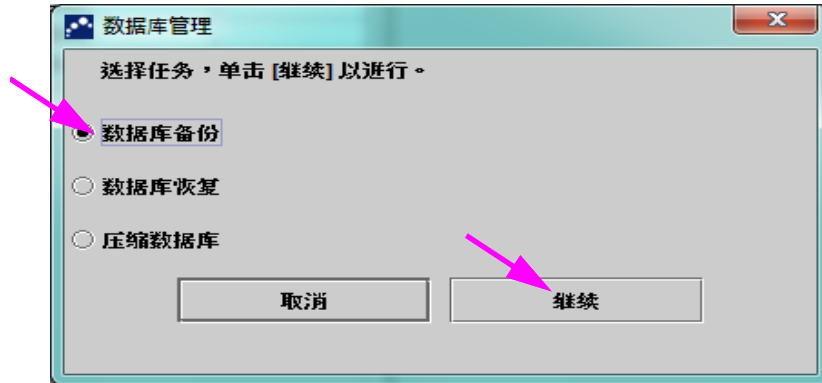 数据库管理
选择任务，单击 [继续] 以进行。
数据库备份
数据库恢复
压缩数据库
取消
继续